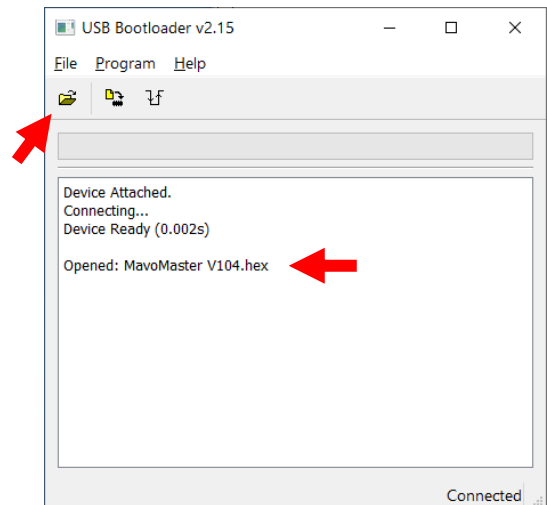 USB Bootloader v2.15
File Program Help
Device Attached.
Connecting...
Device Ready (0.002s)
Opened: MavoMaster V104.hex
Connected